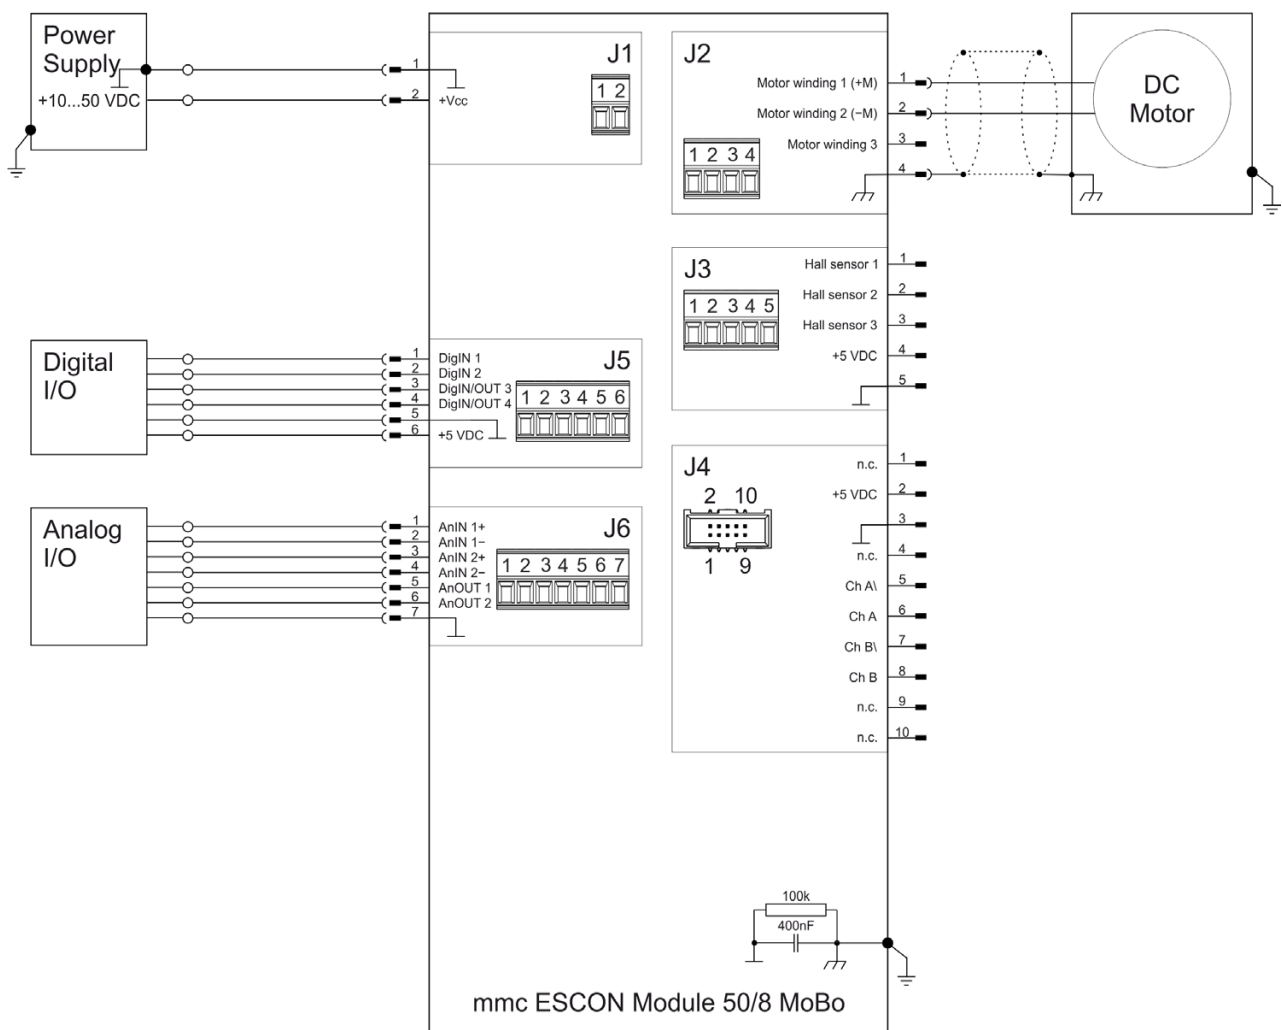 Power
Supply
+10...50 VDC
1
2
+Vcc
J1
1 2
J2
1 2 3 4
Motor winding 1 (+M)
1
Motor winding 2 (−M)
2
Motor winding 3
3
4
DC
Motor
J3
1 2 3 4 5
Hall sensor 1
1
Hall sensor 2
2
Hall sensor 3
3
+5 VDC
4
5
Digital
I/O
1
DigIN 1
2
DigIN 2
3
DigIN/OUT 3
4
DigIN/OUT 4
5
6
+5 VDC
J5
1 2 3 4 5 6
J4
2 10
1 9
n.c.
1
+5 VDC
2
3
n.c.
4
Ch A\
5
Ch A
6
Ch B\
7
Ch B
8
n.c.
9
n.c.
10
Analog
I/O
1
AnIN 1+
2
AnIN 1−
3
AnIN 2+
4
AnIN 2−
5
AnOUT 1
6
AnOUT 2
7
J6
1 2 3 4 5 6 7
100k
400nF
mmc ESCON Module 50/8 MoBo